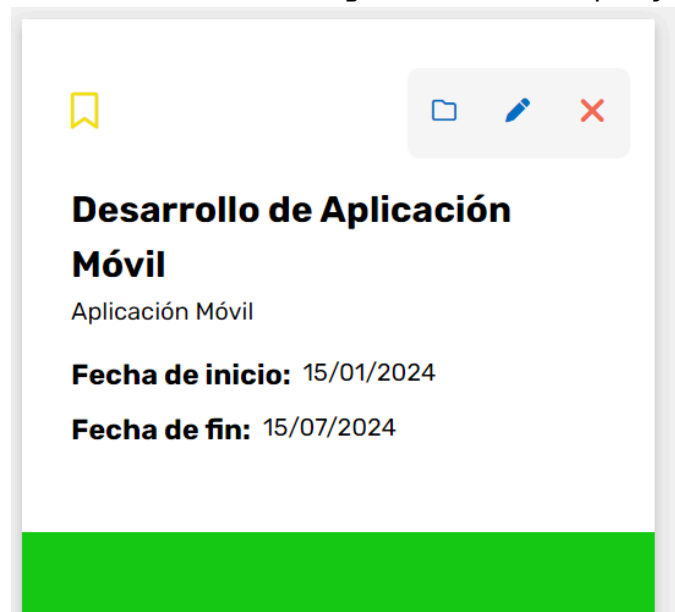 Desarrollo de Aplicación
Móvil
Aplicación Móvil
Fecha de inicio: 15/01/2024
Fecha de fin: 15/07/2024